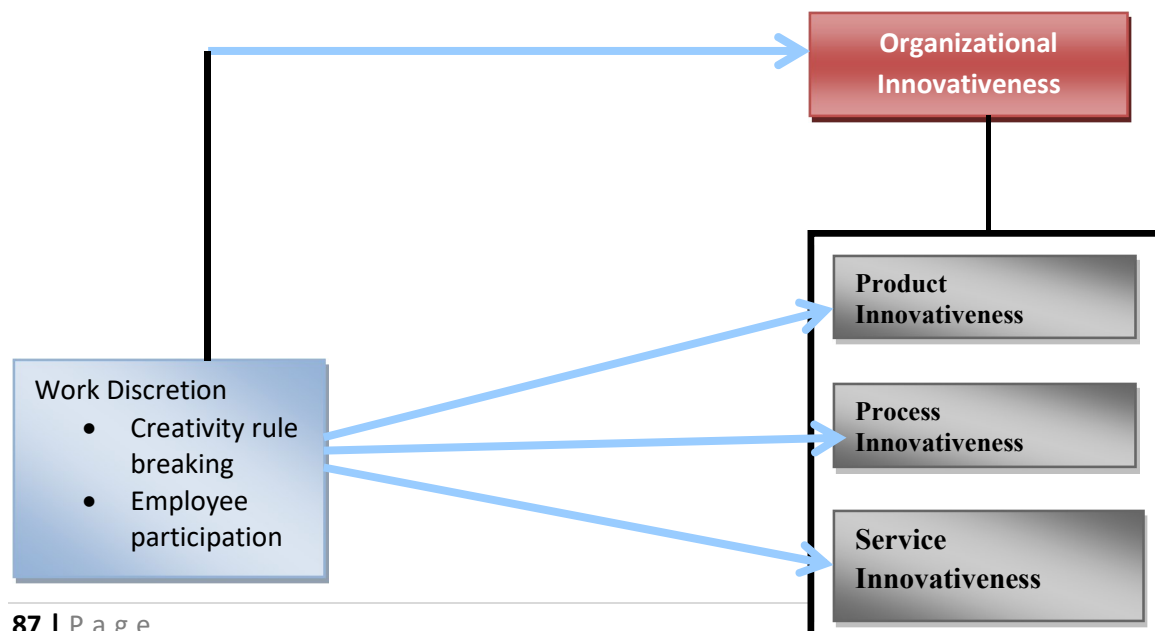 Organizational
Innovativeness
Product
Innovativeness
Work Discretion
• Creativity rule
breaking
• Employee
participation
Process
Innovativeness
Service
Innovativeness
87 | P a g e